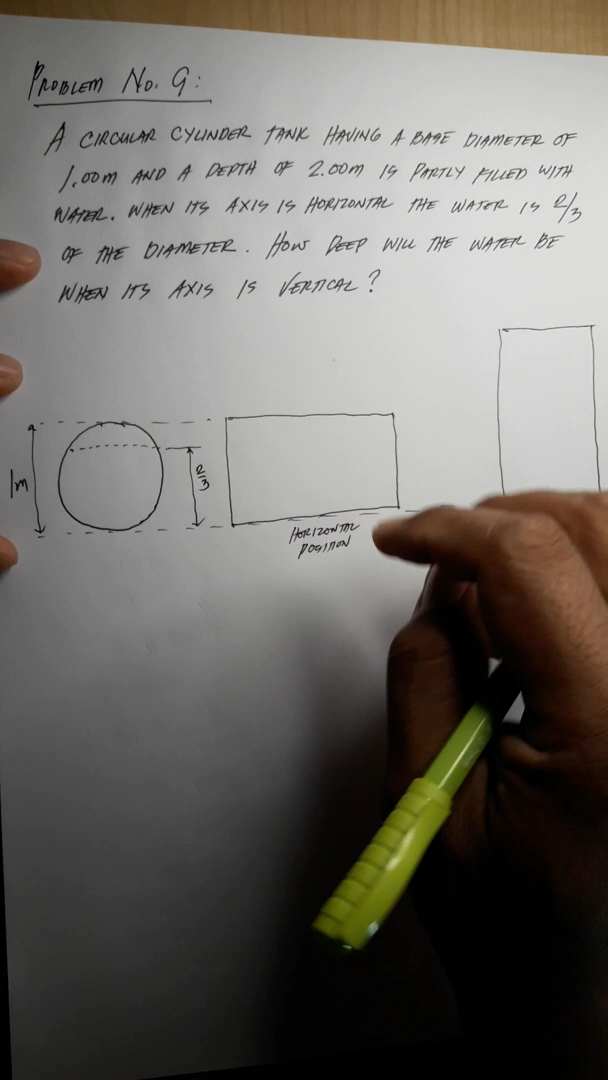 PROBLEM NO. 9:
A CIRCULAR CYLINDER TANK HAVING A BASE DIAMETER OF
1.00m AND A DEPTH OF 2.00m IS PARTLY FILLED WITH
WATER. WHEN ITS AXIS IS HORIZONTAL THE WATER IS 2/3
OF THE DIAMETER. HOW DEEP WILL THE WATER BE
WHEN ITS AXIS IS VERTICAL?
1m
2/3
HORIZONTAL
POSITION